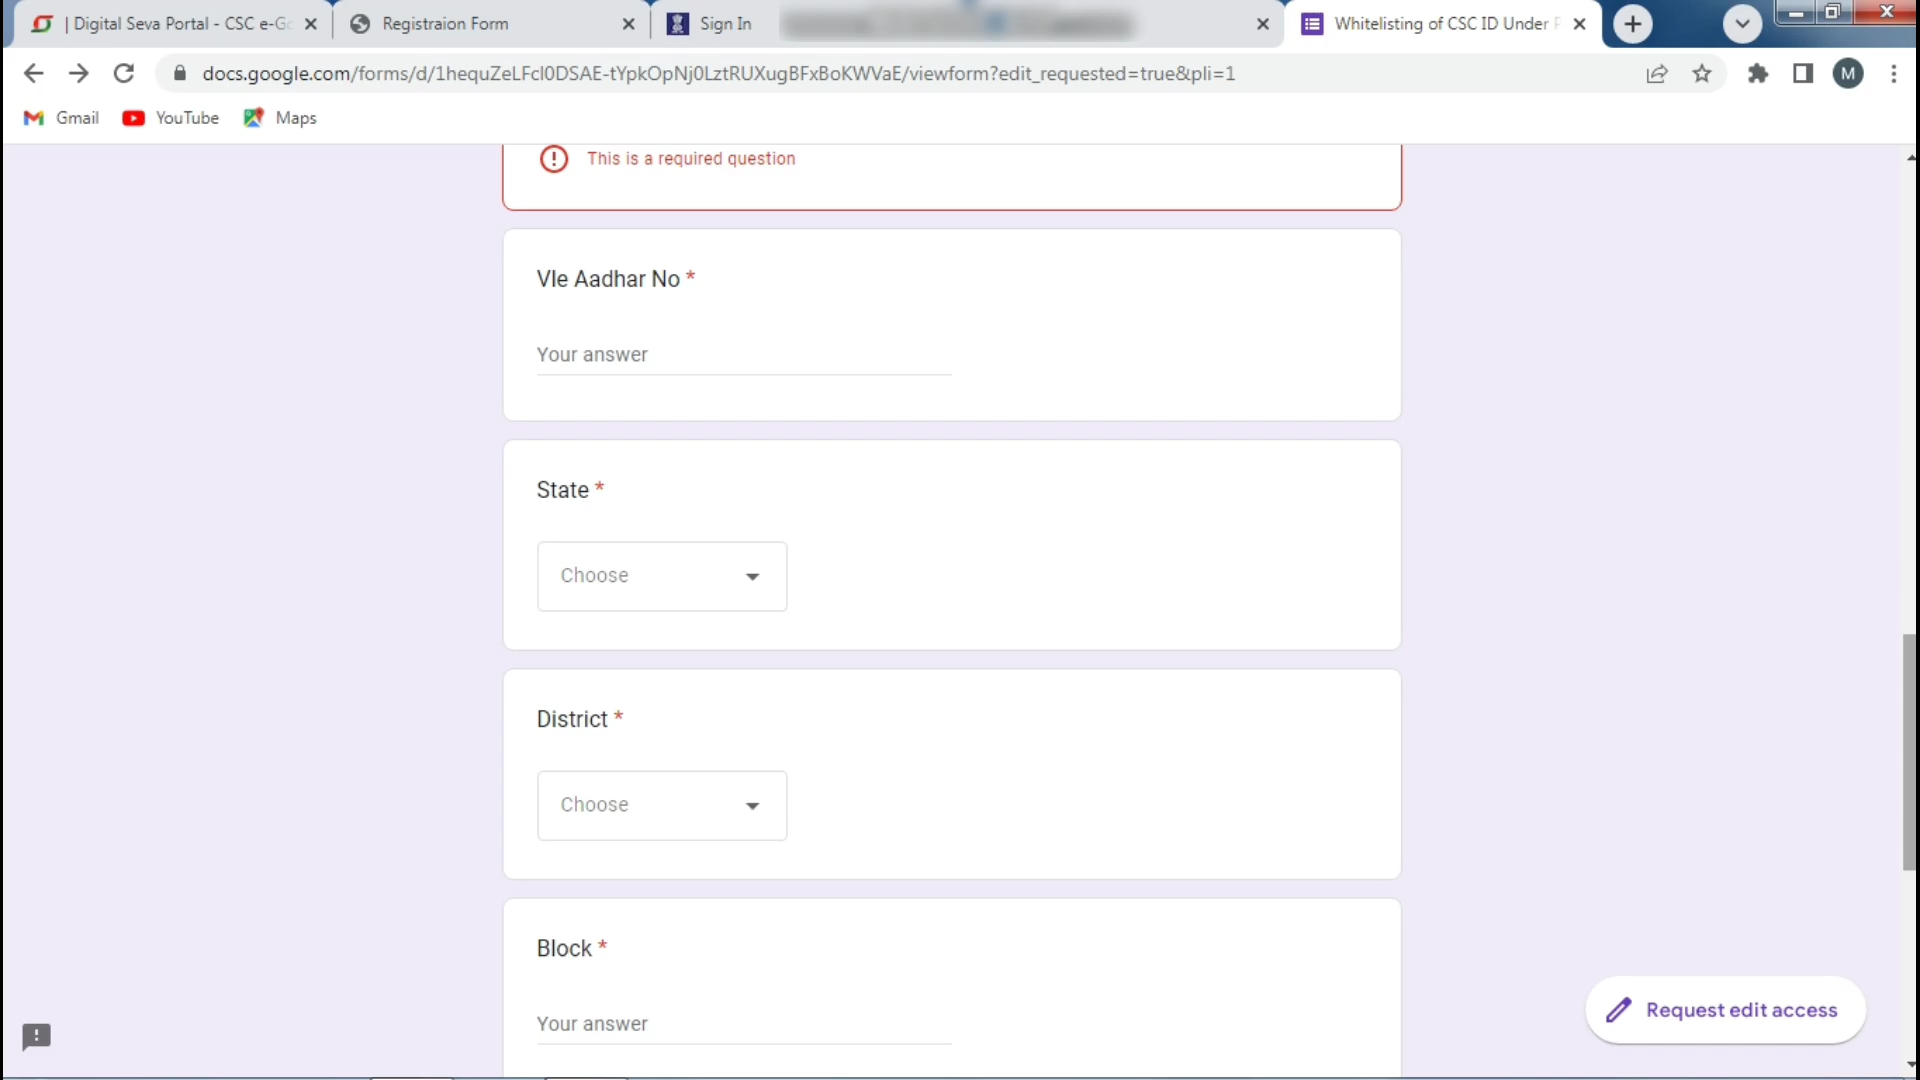 | Digital Seva Portal - CSC e-Go
Registraion Form
Sign In
Whitelisting of CSC ID Under P
docs.google.com/forms/d/1hequZeLFcl0DSAE-tYpkOpNj0LztRUXugBFxBoKWVaE/viewform?edit_requested=true&pli=1
M
Gmail
YouTube
Maps
This is a required question
Vle Aadhar No *
Your answer
State *
Choose
District *
Choose
Block *
Your answer
Request edit access